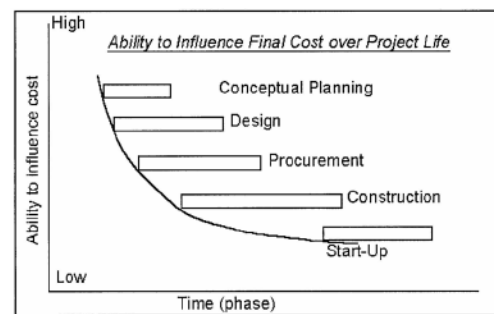 High
Ability to Influence Final Cost over Project Life
Conceptual Planning
Design
Procurement
Construction
Start-Up
Ability to influence cost
Low
Time (phase)